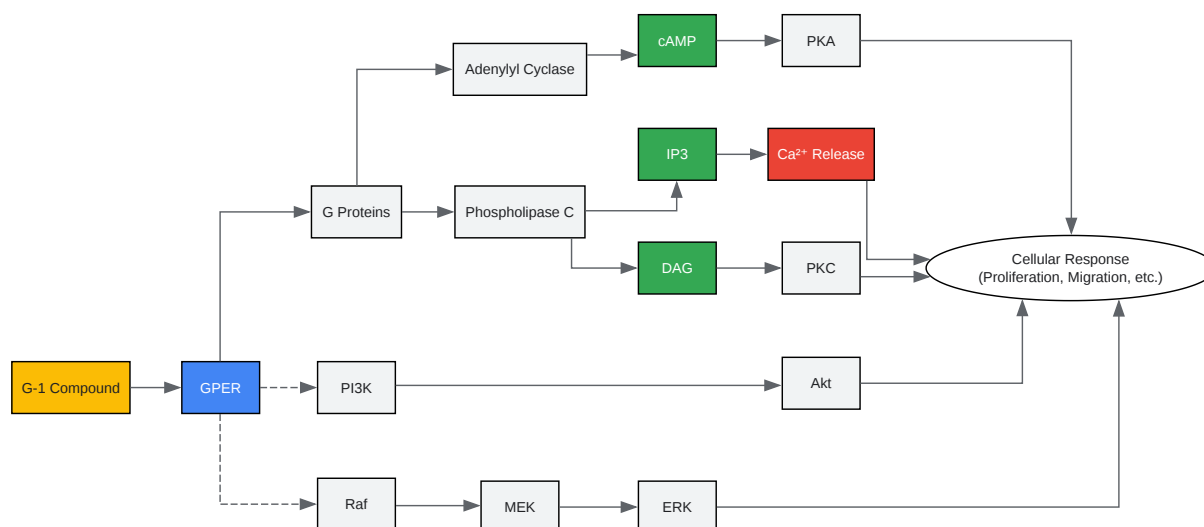 cAMP
PKA
Adenylyl Cyclase
IP3
Ca²⁺ Release
G Proteins
Phospholipase C
DAG
PKC
Cellular Response
(Proliferation, Migration, etc.)
G-1 Compound
GPER
PI3K
Akt
Raf
MEK
ERK